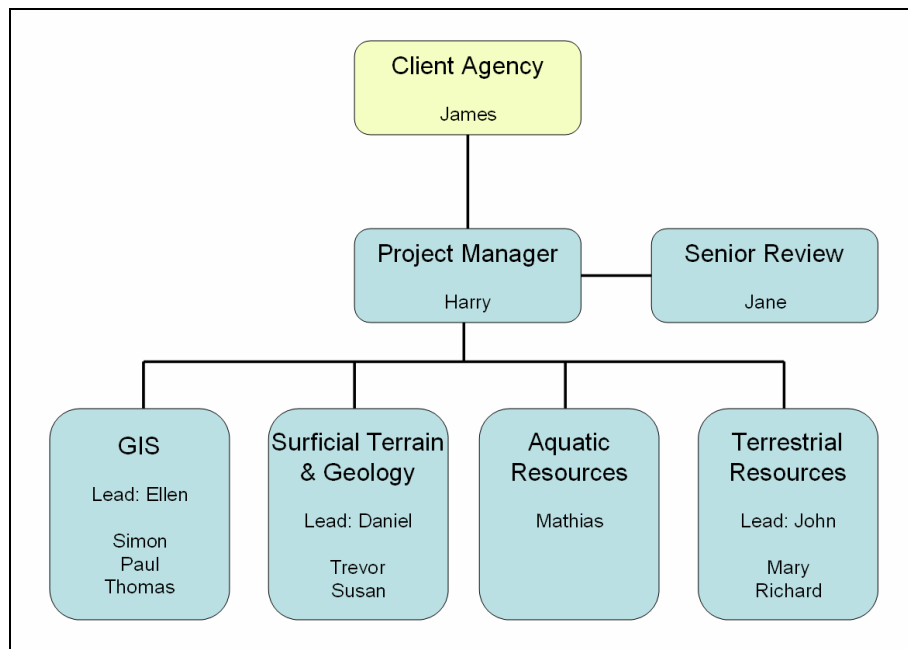 Client Agency
James
Project Manager
Harry
Senior Review
Jane
GIS
Lead: Ellen
Simon
Paul
Thomas
Surficial Terrain
& Geology
Lead: Daniel
Trevor
Susan
Aquatic
Resources
Mathias
Terrestrial
Resources
Lead: John
Mary
Richard